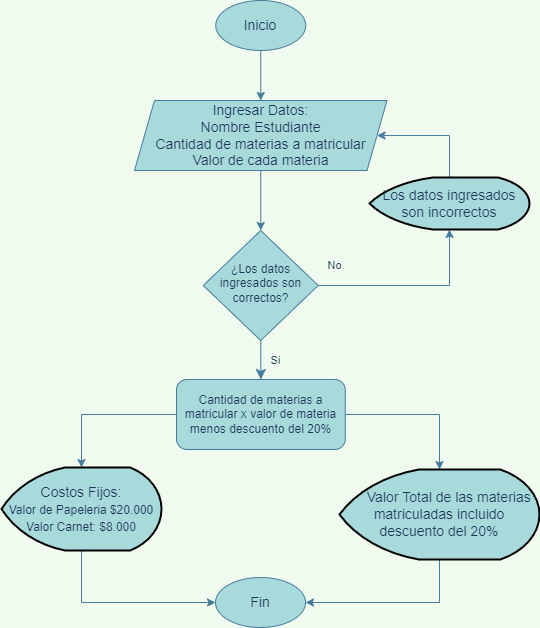 Inicio
Ingresar Datos:
Nombre Estudiante
Cantidad de materias a matricular
Valor de cada materia
Los datos ingresados
son incorrectos
¿Los datos
ingresados son
correctos?
No
Si
Cantidad de materias a
matricular x valor de materia
menos descuento del 20%
Costos Fijos:
Valor de Papeleria $20.000
Valor Carnet: $8.000
Valor Total de las materias
matriculadas incluido
descuento del 20%
Fin